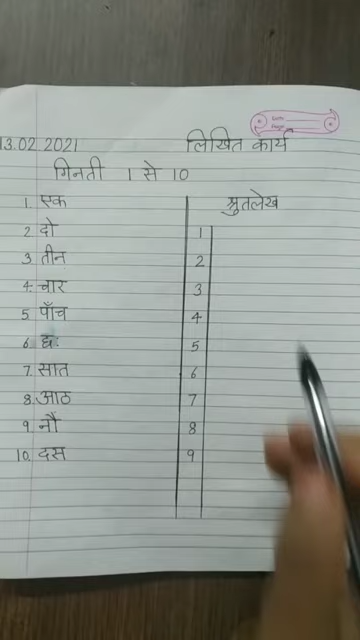 13.02.2021 लिखित कार्य
गिनती 1 से 10
श्रुतलेख
1. एक
2. दो
3. तीन
4. चार
5. पाँच
6. छः
7. सात
8. आठ
9. नौं
10. दस
1
2
3
4
5
6
7
8
9